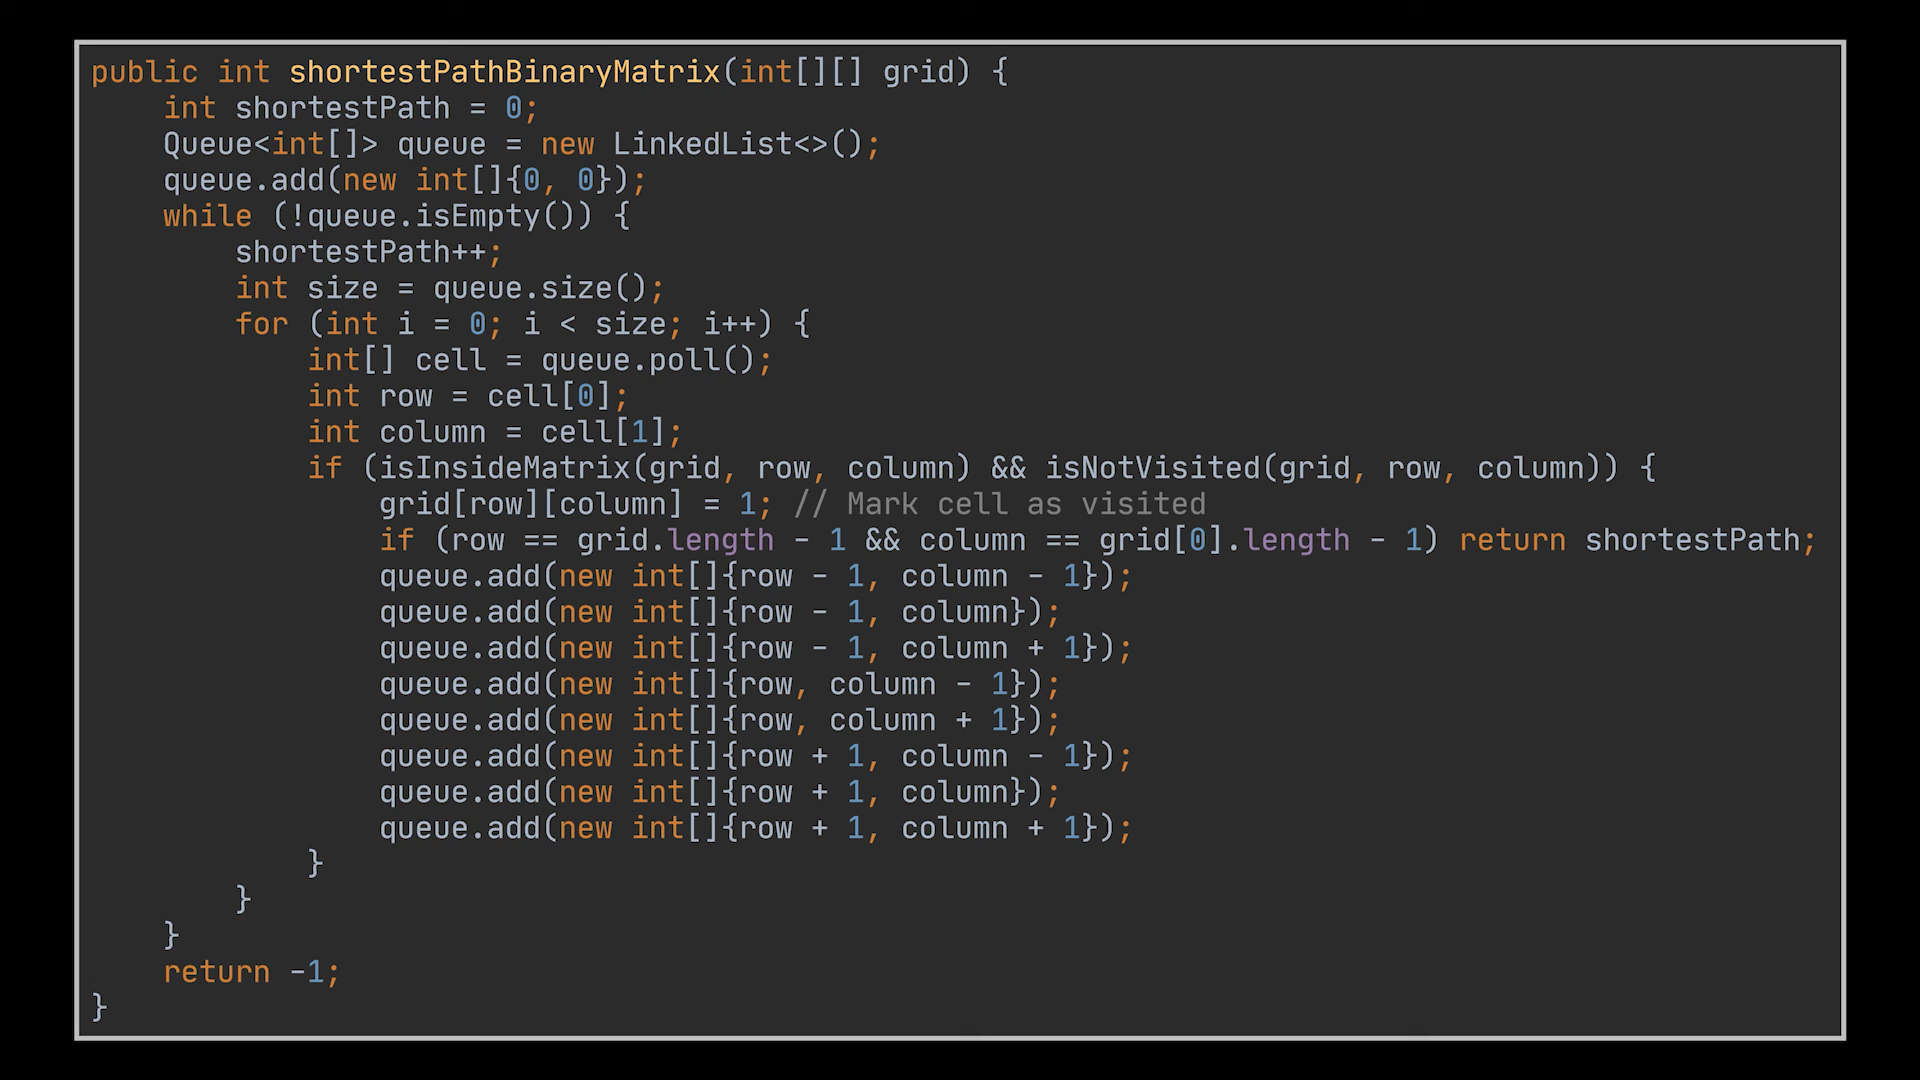 public int shortestPathBinaryMatrix(int[][] grid) {
    int shortestPath = 0;
    Queue<int[]> queue = new LinkedList<>();
    queue.add(new int[]{0, 0});
    while (!queue.isEmpty()) {
        shortestPath++;
        int size = queue.size();
        for (int i = 0; i < size; i++) {
            int[] cell = queue.poll();
            int row = cell[0];
            int column = cell[1];
            if (isInsideMatrix(grid, row, column) && isNotVisited(grid, row, column)) {
                grid[row][column] = 1; // Mark cell as visited
                if (row == grid.length - 1 && column == grid[0].length - 1) return shortestPath;
                queue.add(new int[]{row - 1, column - 1});
                queue.add(new int[]{row - 1, column});
                queue.add(new int[]{row - 1, column + 1});
                queue.add(new int[]{row, column - 1});
                queue.add(new int[]{row, column + 1});
                queue.add(new int[]{row + 1, column - 1});
                queue.add(new int[]{row + 1, column});
                queue.add(new int[]{row + 1, column + 1});
            }
        }
    }
    return -1;
}